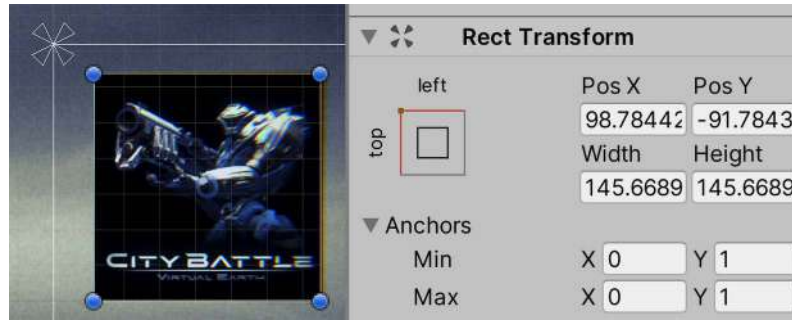 CITY BATTLE
VIRTUAL EARTH
Rect Transform
left
top
Pos X Pos Y
98.78442 -91.7843
Width Height
145.6689 145.6689
Anchors
Min X 0 Y 1
Max X 0 Y 1